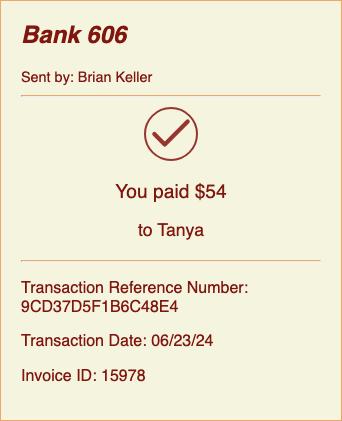 Bank 606
Sent by: Brian Keller
You paid $54
to Tanya
Transaction Reference Number:
9CD37D5F1B6C48E4
Transaction Date: 06/23/24
Invoice ID: 15978